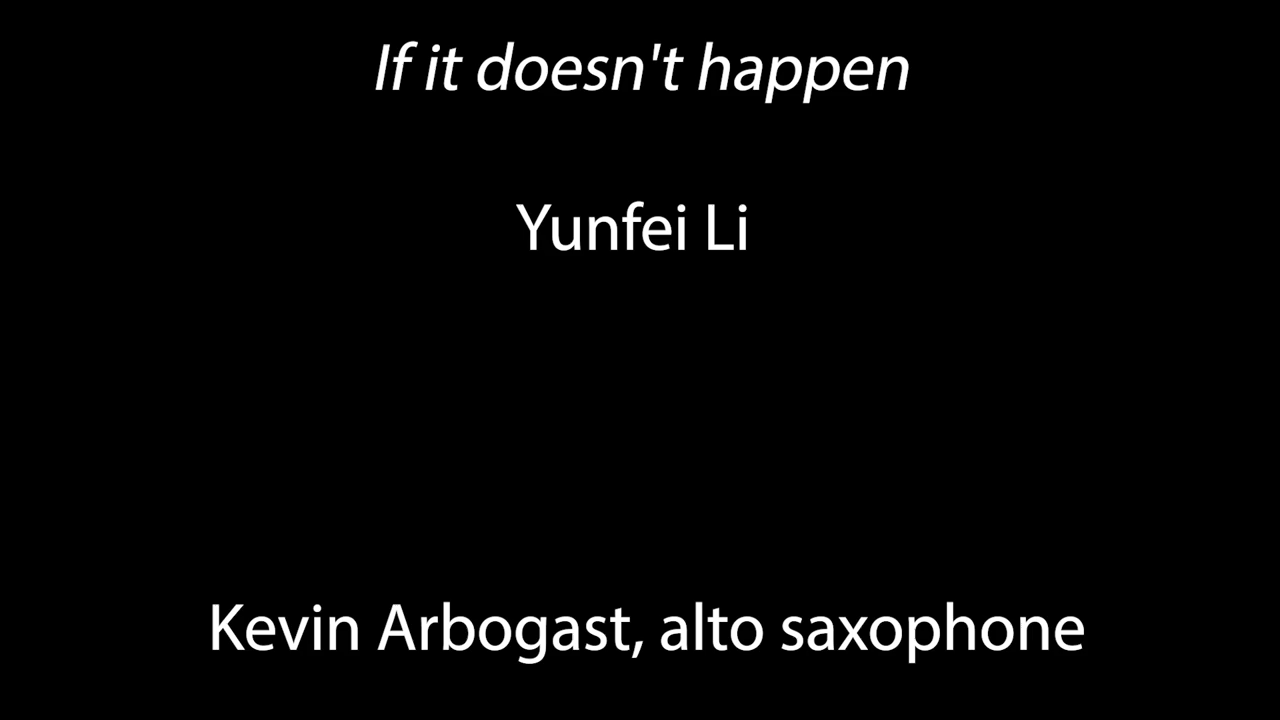 If it doesn't happen
Yunfei Li
Kevin Arbogast, alto saxophone